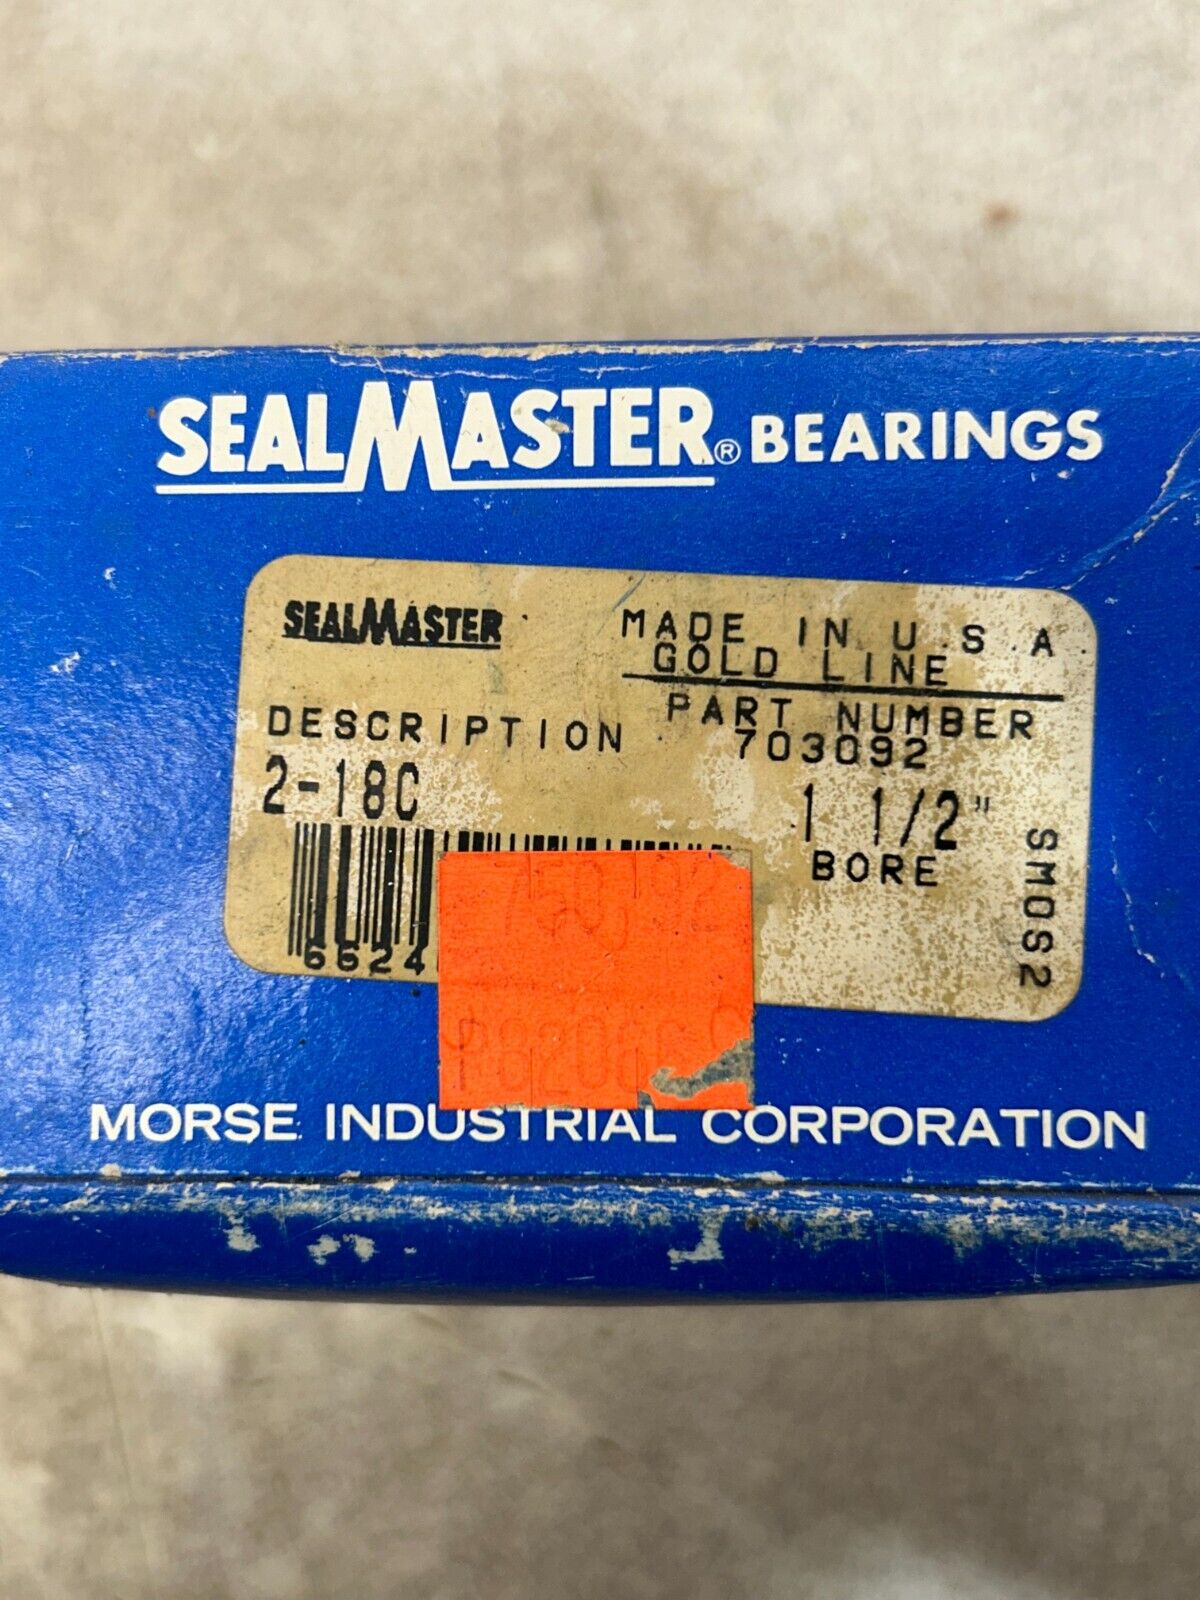 SEALMASTER® BEARINGS
SEALMASTER
MADE IN U.S.A.
GOLD LINE
DESCRIPTION
PART NUMBER
2-18C
703092
1 1/2"
BORE
SMOS2
6624
MORSE INDUSTRIAL CORPORATION